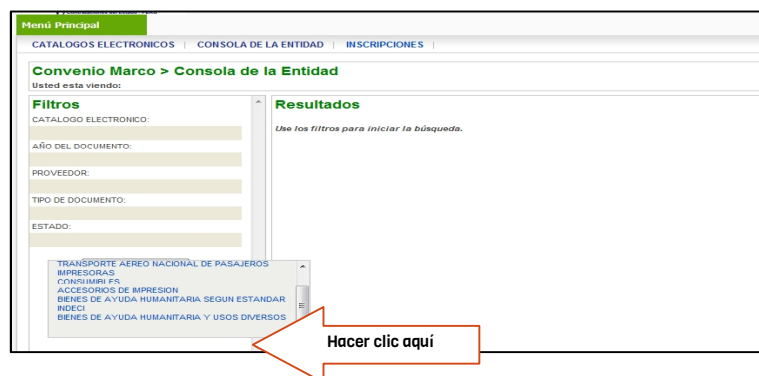 Menú Principal
CATALOGOS ELECTRONICOS | CONSOLA DE LA ENTIDAD | INSCRIPCIONES |
Convenio Marco > Consola de la Entidad
Usted esta viendo:
Filtros
CATALOGO ELECTRONICO:
AÑO DEL DOCUMENTO:
PROVEEDOR:
TIPO DE DOCUMENTO:
ESTADO:
Resultados
Use los filtros para iniciar la búsqueda.
TRANSPORTE AEREO NACIONAL DE PASAJEROS
IMPRESORAS
CONSUMIBLES
ACCESORIOS DE IMPRESION
BIENES DE AYUDA HUMANITARIA SEGUN ESTANDAR
INDECI
BIENES DE AYUDA HUMANITARIA Y USOS DIVERSOS
Hacer clic aquí